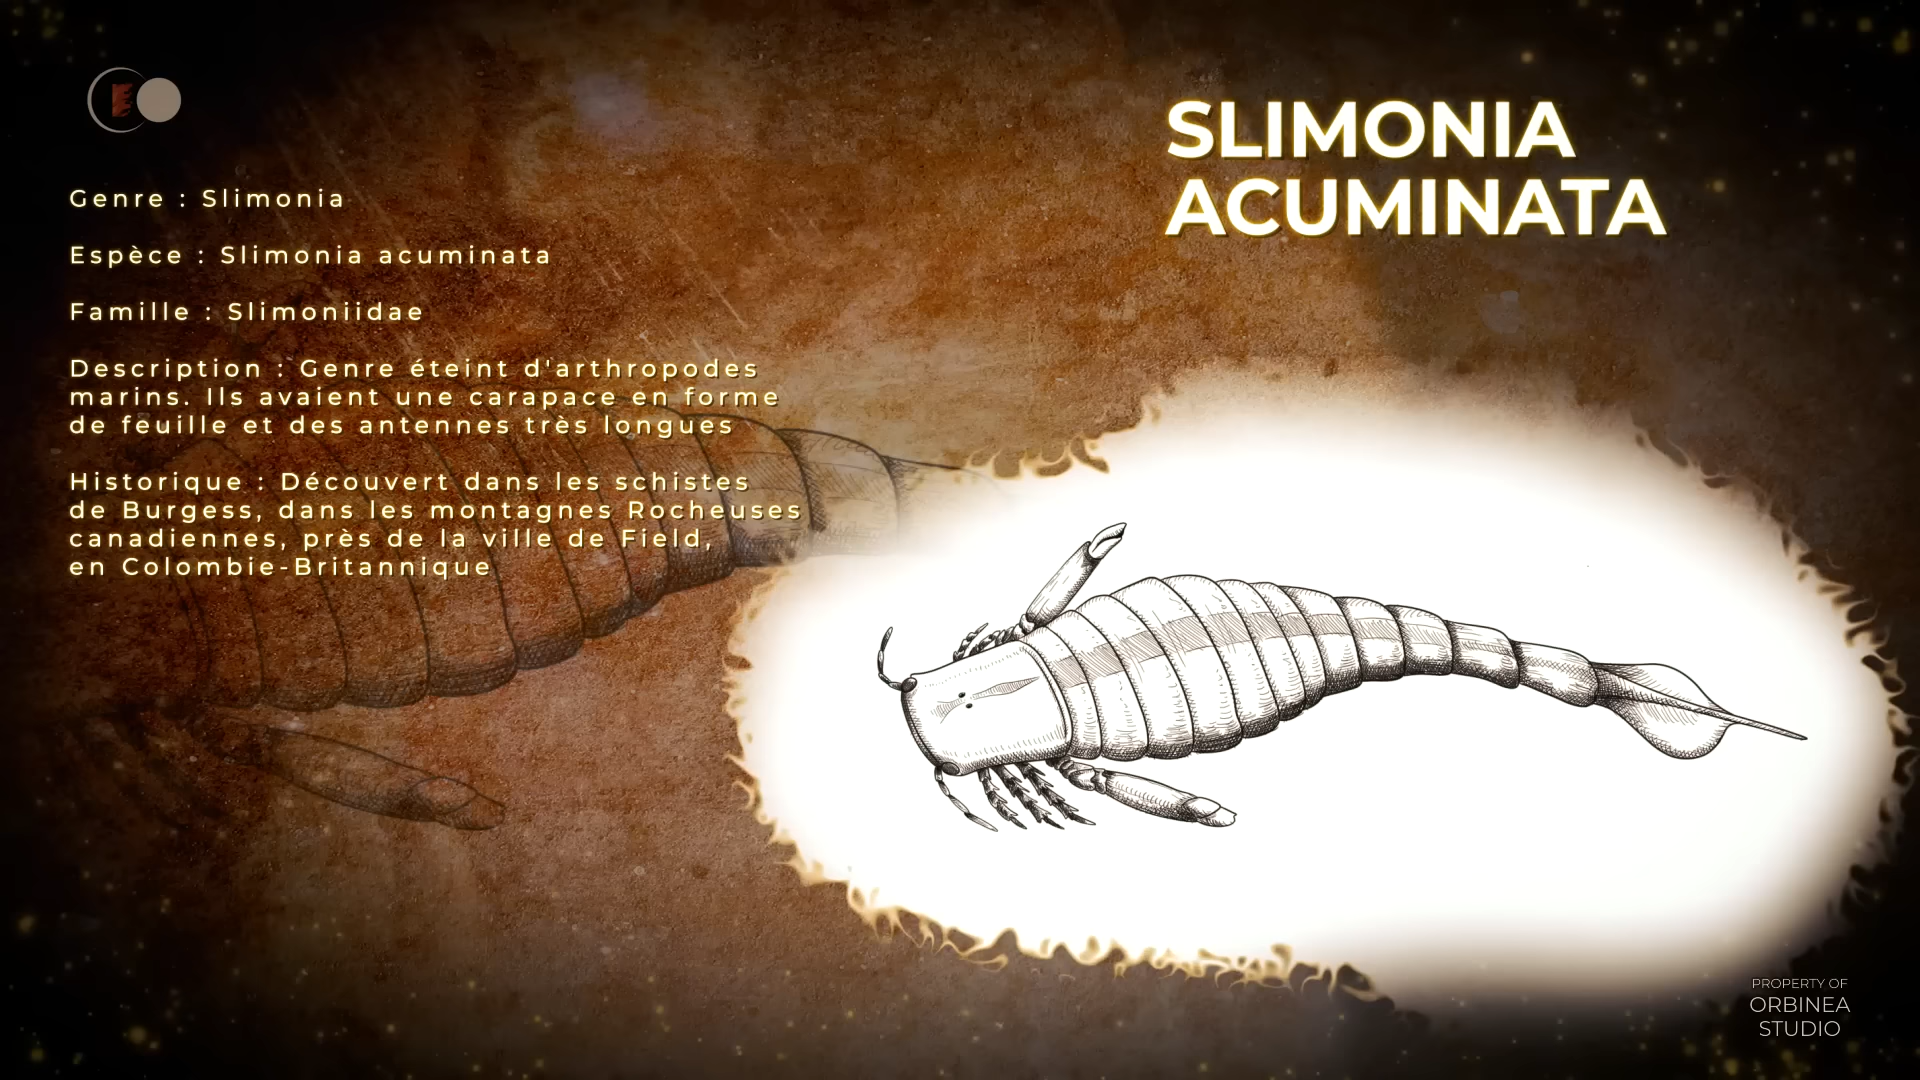 SLIMONIA
ACUMINATA
Genre : Slimonia
Espèce : Slimonia acuminata
Famille : Slimoniidae
Description : Genre éteint d'arthropodes
marins. Ils avaient une carapace en forme
de feuille et des antennes très longues
Historique : Découvert dans les schistes
de Burgess, dans les montagnes Rocheuses
canadiennes, près de la ville de Field,
en Colombie-Britannique
PROPERTY OF
ORBINEA
STUDIO